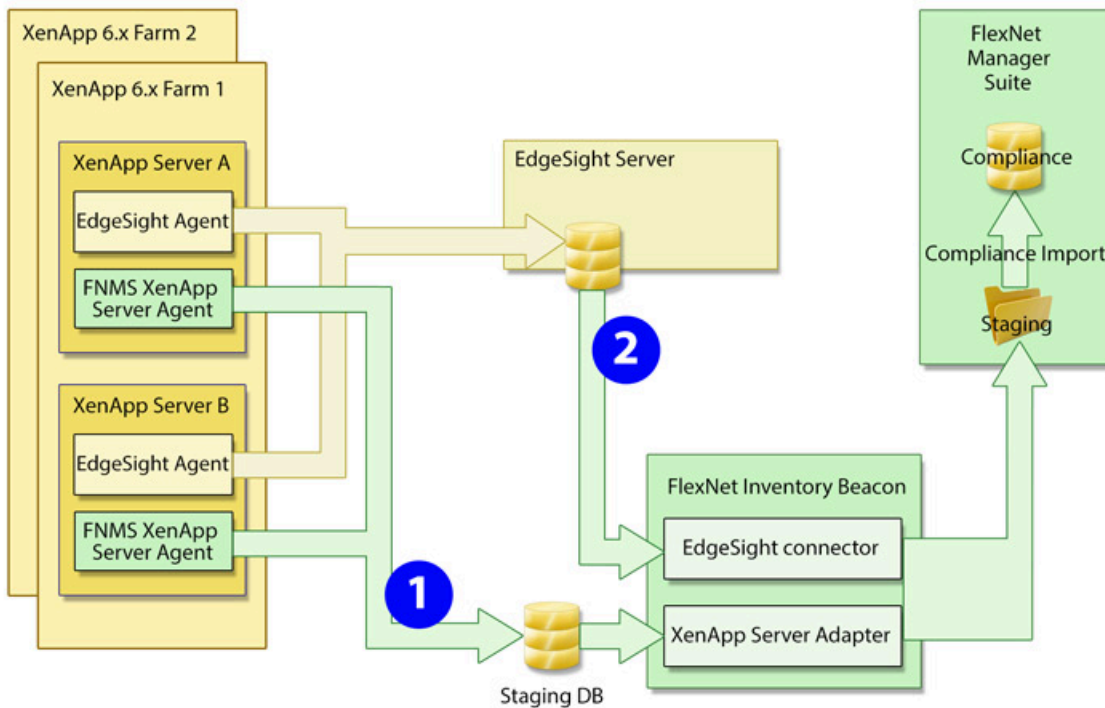 XenApp 6.x Farm 2
XenApp 6.x Farm 1
XenApp Server A
EdgeSight Agent
FNMS XenApp
Server Agent
XenApp Server B
EdgeSight Agent
FNMS XenApp
Server Agent
EdgeSight Server
2
1
Staging DB
FlexNet Inventory Beacon
EdgeSight connector
XenApp Server Adapter
FlexNet
Manager
Suite
Compliance
Compliance Import
Staging